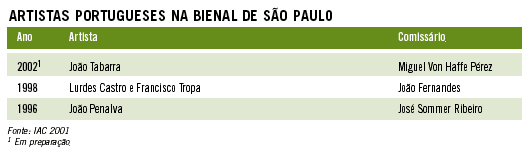 ARTISTAS PORTUGUESES NA BIENAL DE SÃO PAULO
Ano Artista Comissário
2002¹ João Tabarra Miguel Von Haffe Pérez
1998 Lurdes Castro e Francisco Tropa João Fernandes
1996 João Penalva José Sommer Ribeiro
Fonte: IAC 2001
¹ Em preparação